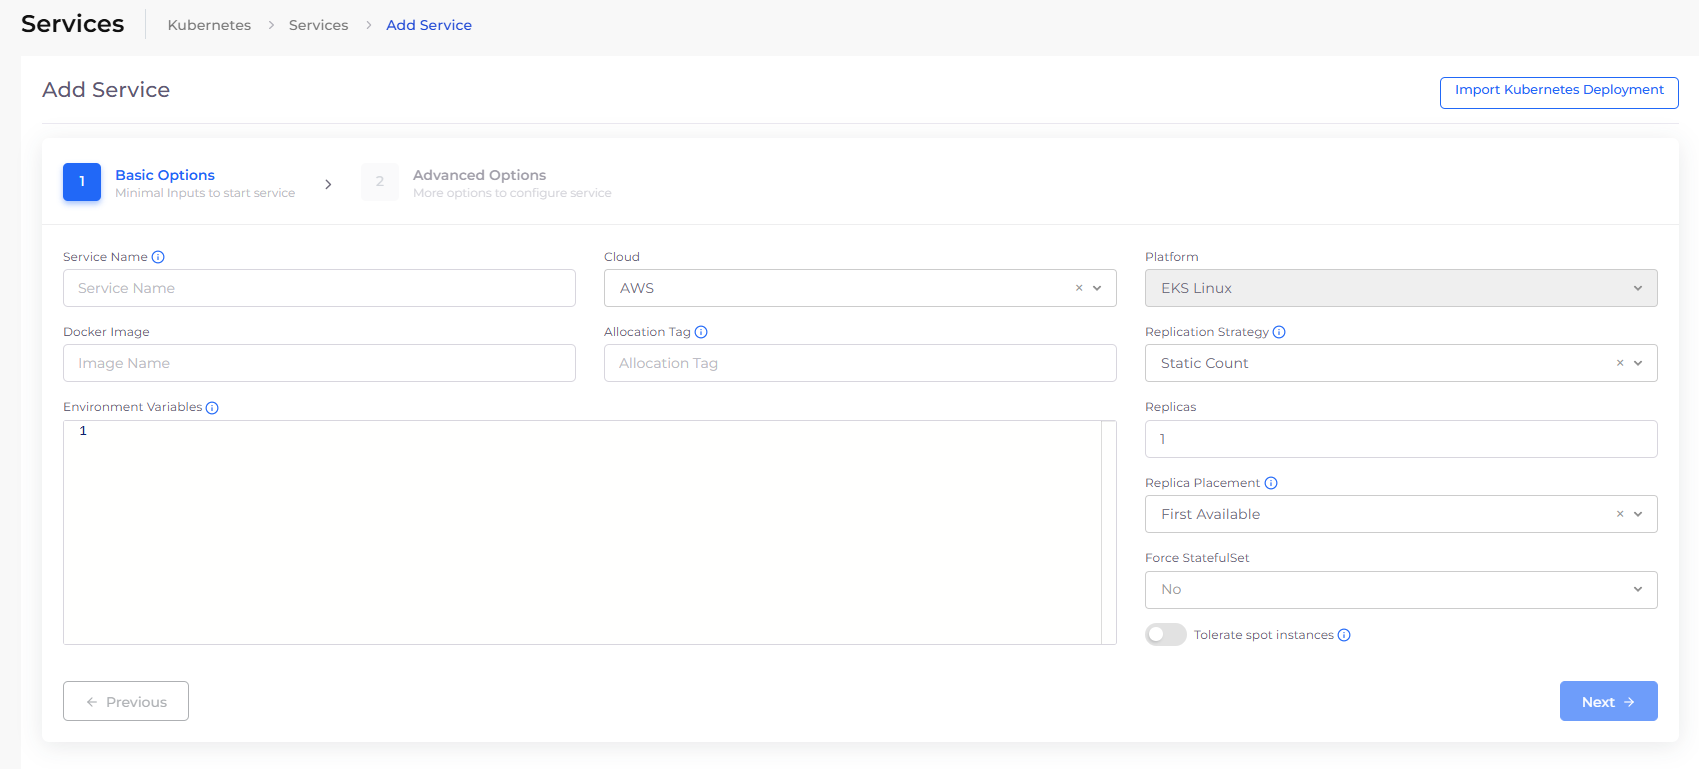 Services
Kubernetes > Services > Add Service
Add Service
Import Kubernetes Deployment
1
Basic Options
Minimal Inputs to start service
2
Advanced Options
More options to configure service
Service Name
Service Name
Cloud
AWS
Platform
EKS Linux
Docker Image
Image Name
Allocation Tag
Allocation Tag
Replication Strategy
Static Count
Environment Variables
1
Replicas
1
Replica Placement
First Available
Force StatefulSet
No
Tolerate spot instances
← Previous
Next →